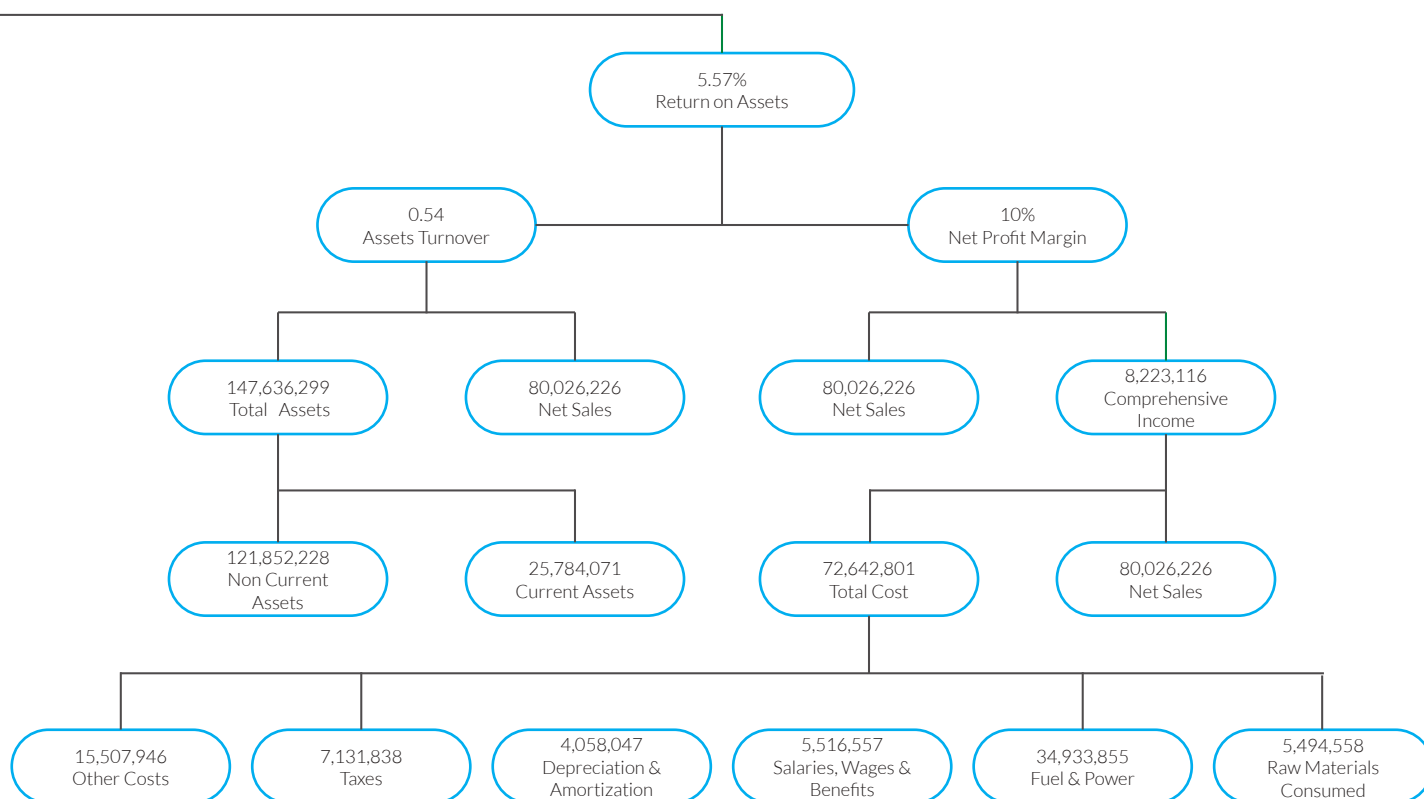 5.57%
Return on Assets
0.54
Assets Turnover
10%
Net Profit Margin
147,636,299
Total Assets
80,026,226
Net Sales
80,026,226
Net Sales
8,223,116
Comprehensive
Income
121,852,228
Non Current
Assets
25,784,071
Current Assets
72,642,801
Total Cost
80,026,226
Net Sales
15,507,946
Other Costs
7,131,838
Taxes
4,058,047
Depreciation &
Amortization
5,516,557
Salaries, Wages &
Benefits
34,933,855
Fuel & Power
5,494,558
Raw Materials
Consumed